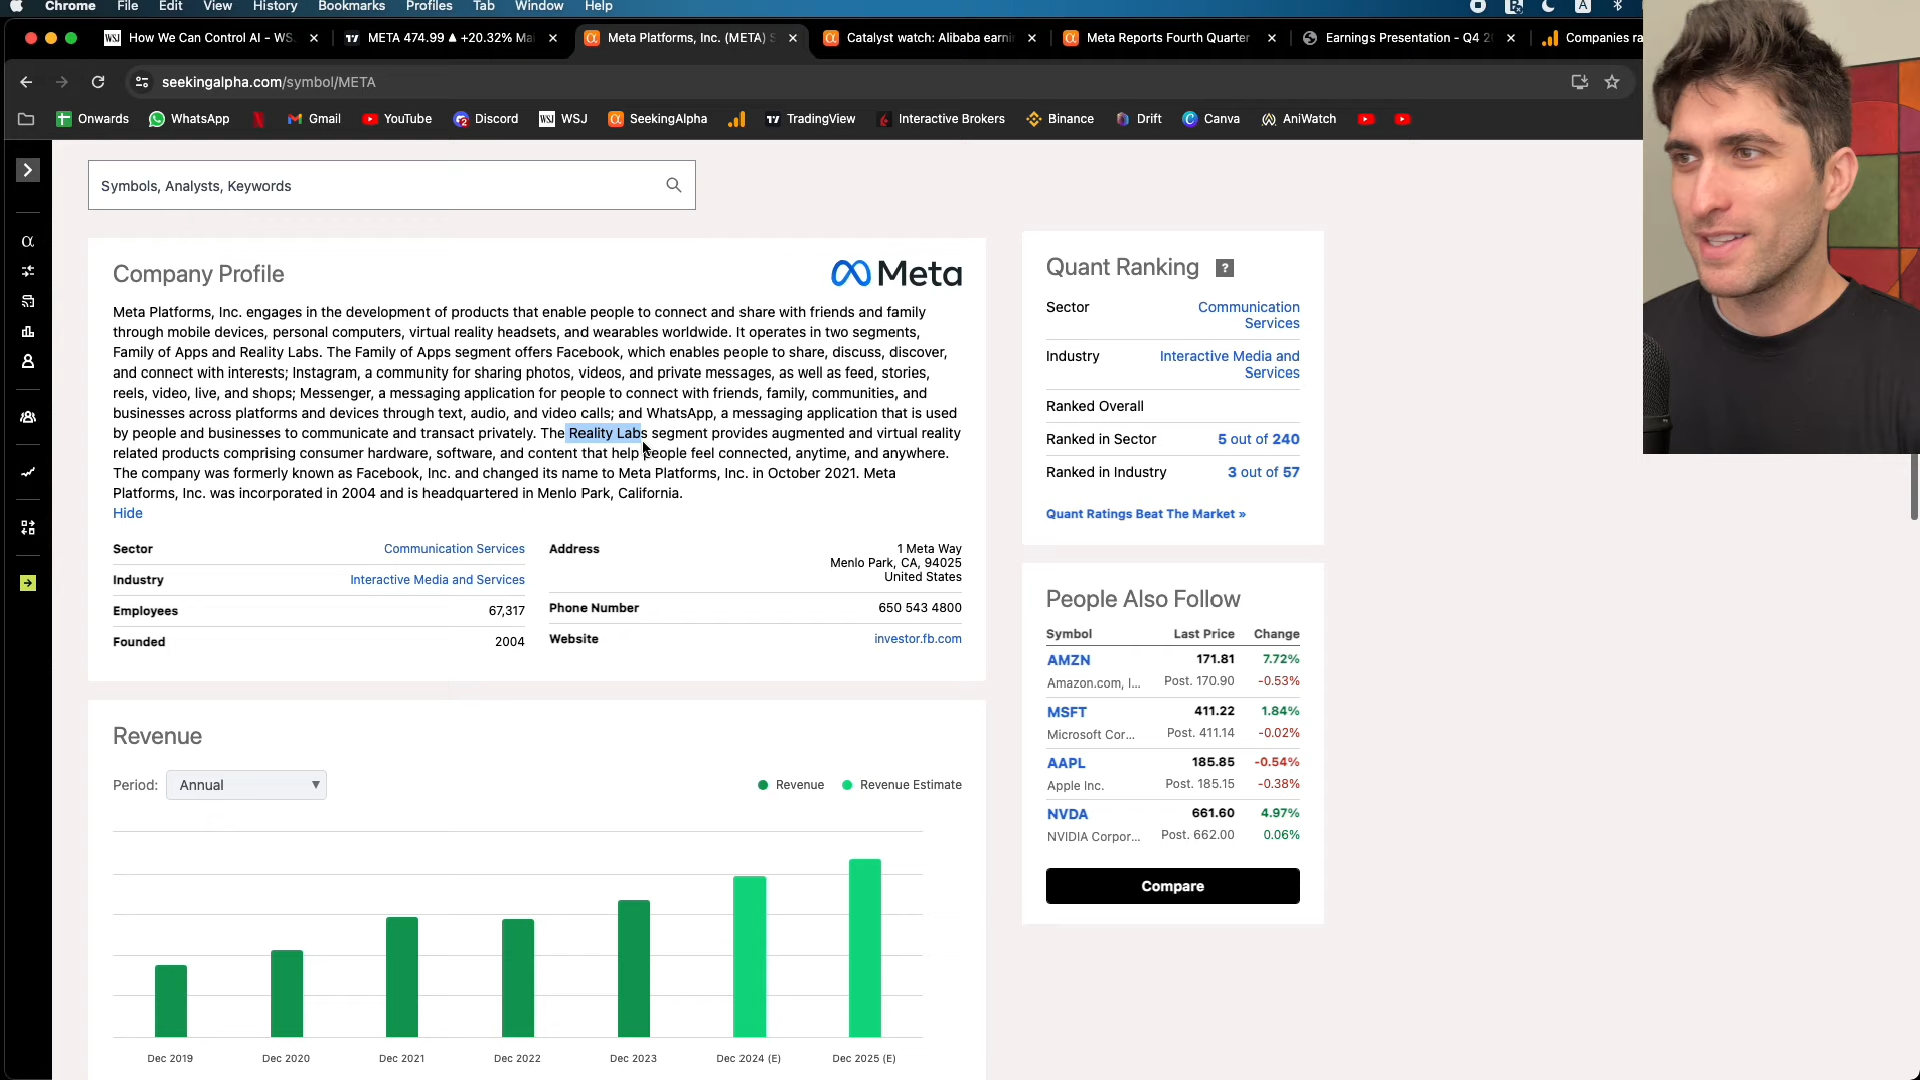 Chrome File Edit View History Bookmarks Profiles Tab Window Help
A
WSJ How We Can Control AI – WS
META 474.99 ▲ +20.32% Ma
Meta Platforms, Inc. (META) S
Catalyst watch: Alibaba earni
Meta Reports Fourth Quarter
Earnings Presentation - Q4 2
Companies ra
seekingalpha.com/symbol/META
Onwards WhatsApp Gmail YouTube Discord WSJ WSJ SeekingAlpha TradingView Interactive Brokers Binance Drift Canva AniWatch
Symbols, Analysts, Keywords
Company Profile
Meta
Meta Platforms, Inc. engages in the development of products that enable people to connect and share with friends and family
through mobile devices, personal computers, virtual reality headsets, and wearables worldwide. It operates in two segments,
Family of Apps and Reality Labs. The Family of Apps segment offers Facebook, which enables people to share, discuss, discover,
and connect with interests; Instagram, a community for sharing photos, videos, and private messages, as well as feed, stories,
reels, video, live, and shops; Messenger, a messaging application for people to connect with friends, family, communities, and
businesses across platforms and devices through text, audio, and video calls; and WhatsApp, a messaging application that is used
by people and businesses to communicate and transact privately. The Reality Labs segment provides augmented and virtual reality
related products comprising consumer hardware, software, and content that help people feel connected, anytime, and anywhere.
The company was formerly known as Facebook, Inc. and changed its name to Meta Platforms, Inc. in October 2021. Meta
Platforms, Inc. was incorporated in 2004 and is headquartered in Menlo Park, California.
Hide
Sector Communication Services
Industry Interactive Media and Services
Employees 67,317
Founded 2004
Address 1 Meta Way
Menlo Park, CA, 94025
United States
Phone Number 650 543 4800
Website investor.fb.com
Revenue
Period: Annual
Revenue Revenue Estimate
Dec 2019 Dec 2020 Dec 2021 Dec 2022 Dec 2023 Dec 2024 (E) Dec 2025 (E)
Quant Ranking ?
Sector Communication
Services
Industry Interactive Media and
Services
Ranked Overall
Ranked in Sector 5 out of 240
Ranked in Industry 3 out of 57
Quant Ratings Beat The Market »
People Also Follow
Symbol Last Price Change
AMZN 171.81 7.72%
Amazon.com, I... Post. 170.90 -0.53%
MSFT 411.22 1.84%
Microsoft Cor... Post. 411.14 -0.02%
AAPL 185.85 -0.54%
Apple Inc. Post. 185.15 -0.38%
NVDA 661.60 4.97%
NVIDIA Corpor... Post. 662.00 0.06%
Compare